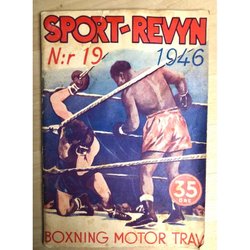 SPORT-REVYN
N:r 19 1946
35
ÖRE
BOXNING MOTOR TRAV